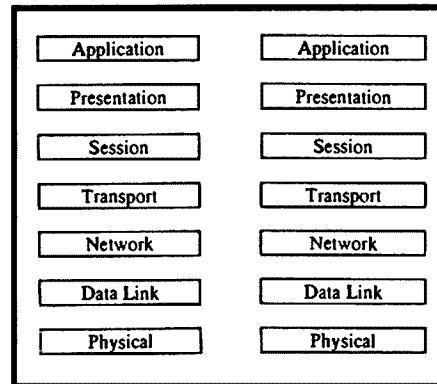 Application Application
Presentation Presentation
Session Session
Transport Transport
Network Network
Data Link Data Link
Physical Physical